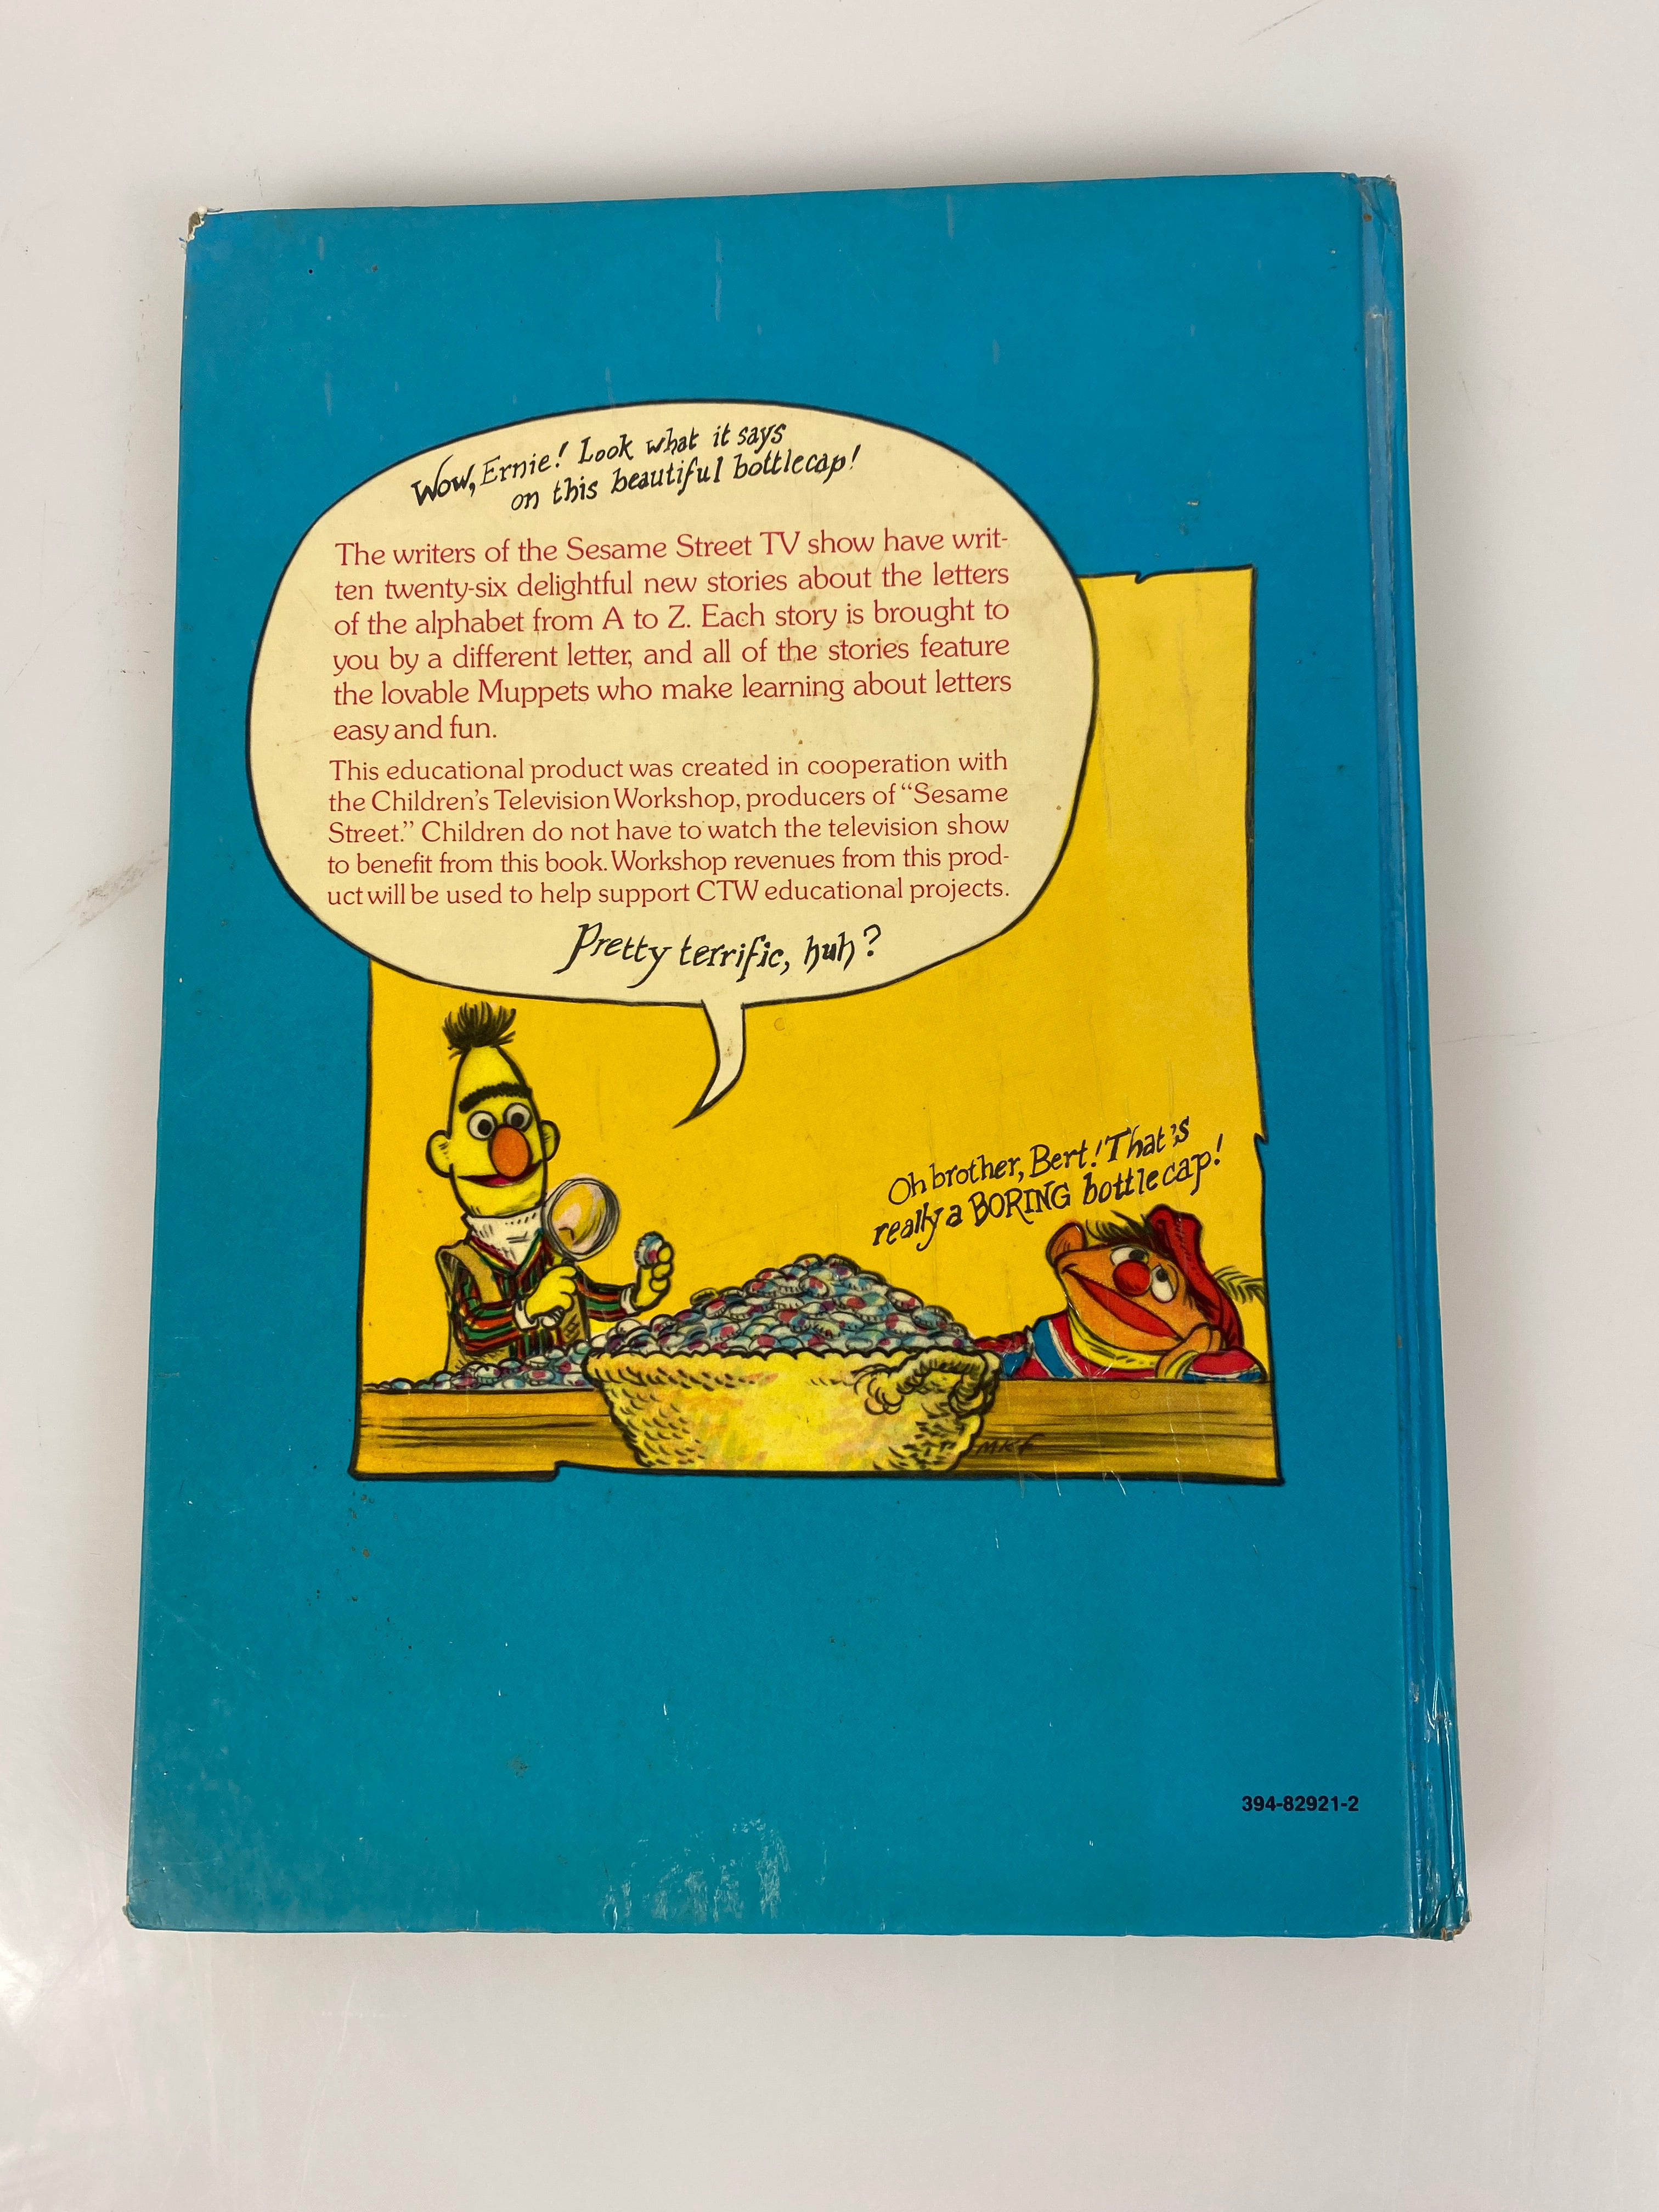 Wow, Ernie! Look what it says
on this beautiful bottlecap!
The writers of the Sesame Street TV show have writ-
ten twenty-six delightful new stories about the letters
of the alphabet from A to Z. Each story is brought to
you by a different letter, and all of the stories feature
the lovable Muppets who make learning about letters
easy and fun.
This educational product was created in cooperation with
the Children's Television Workshop, producers of “Sesame
Street.” Children do not have to watch the television show
to benefit from this book. Workshop revenues from this prod-
uct will be used to help support CTW educational projects.
Pretty terrific, huh?
Oh brother, Bert! That's
really a BORING bottlecap!
MKF
394-82921-2